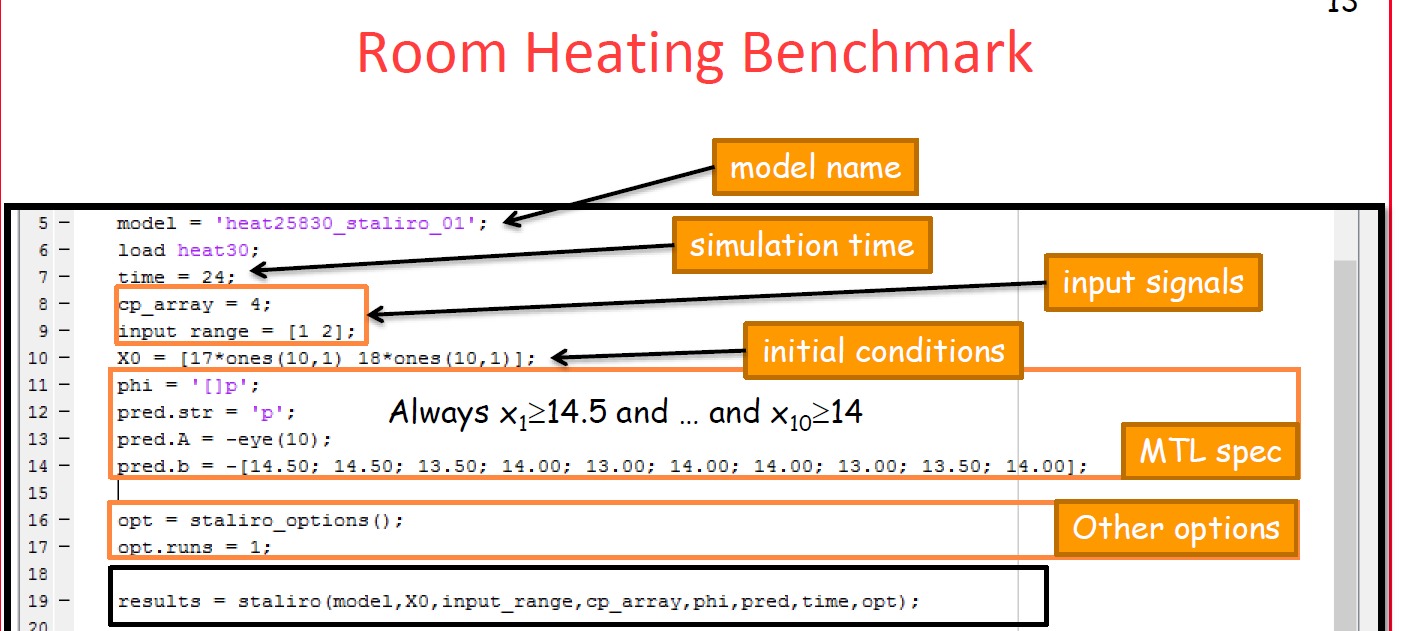 13
Room Heating Benchmark
model name
5 – model = 'heat25830_staliro_01';
simulation time
6 – load heat30;
7 – time = 24;
input signals
8 – cp_array = 4;
9 – input_range = [1 2];
initial conditions
10 – X0 = [17*ones(10,1) 18*ones(10,1)];
11 – phi = '[]p';
12 – pred.str = 'p';
Always x₁≥14.5 and … and x₁₀≥14
13 – pred.A = -eye(10);
MTL spec
14 – pred.b = -[14.50; 14.50; 13.50; 14.00; 13.00; 14.00; 14.00; 13.00; 13.50; 14.00];
15
16 – opt = staliro_options();
Other options
17 – opt.runs = 1;
18
19 – results = staliro(model,X0,input_range,cp_array,phi,pred,time,opt);
20